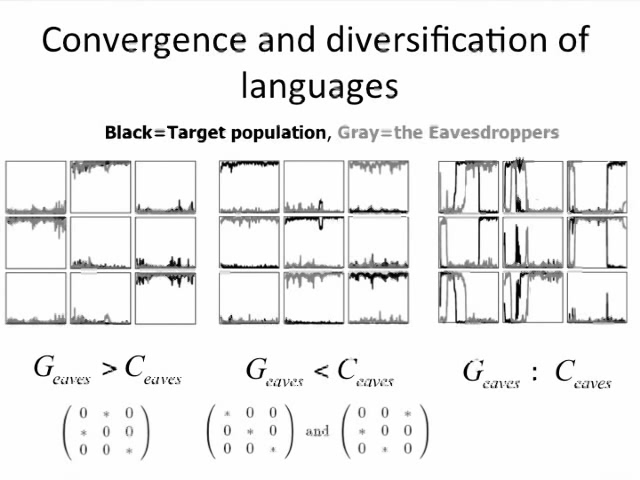 Convergence and diversification of
languages
Black=Target population, Gray=the Eavesdroppers
G_eaves > C_eaves
G_eaves < C_eaves
G_eaves : C_eaves
( 0 * 0 )
( * 0 0 )
( 0 0 * )
( * 0 0 )
( 0 * 0 )
( 0 0 * )
and
( 0 0 * )
( * 0 0 )
( 0 * 0 )